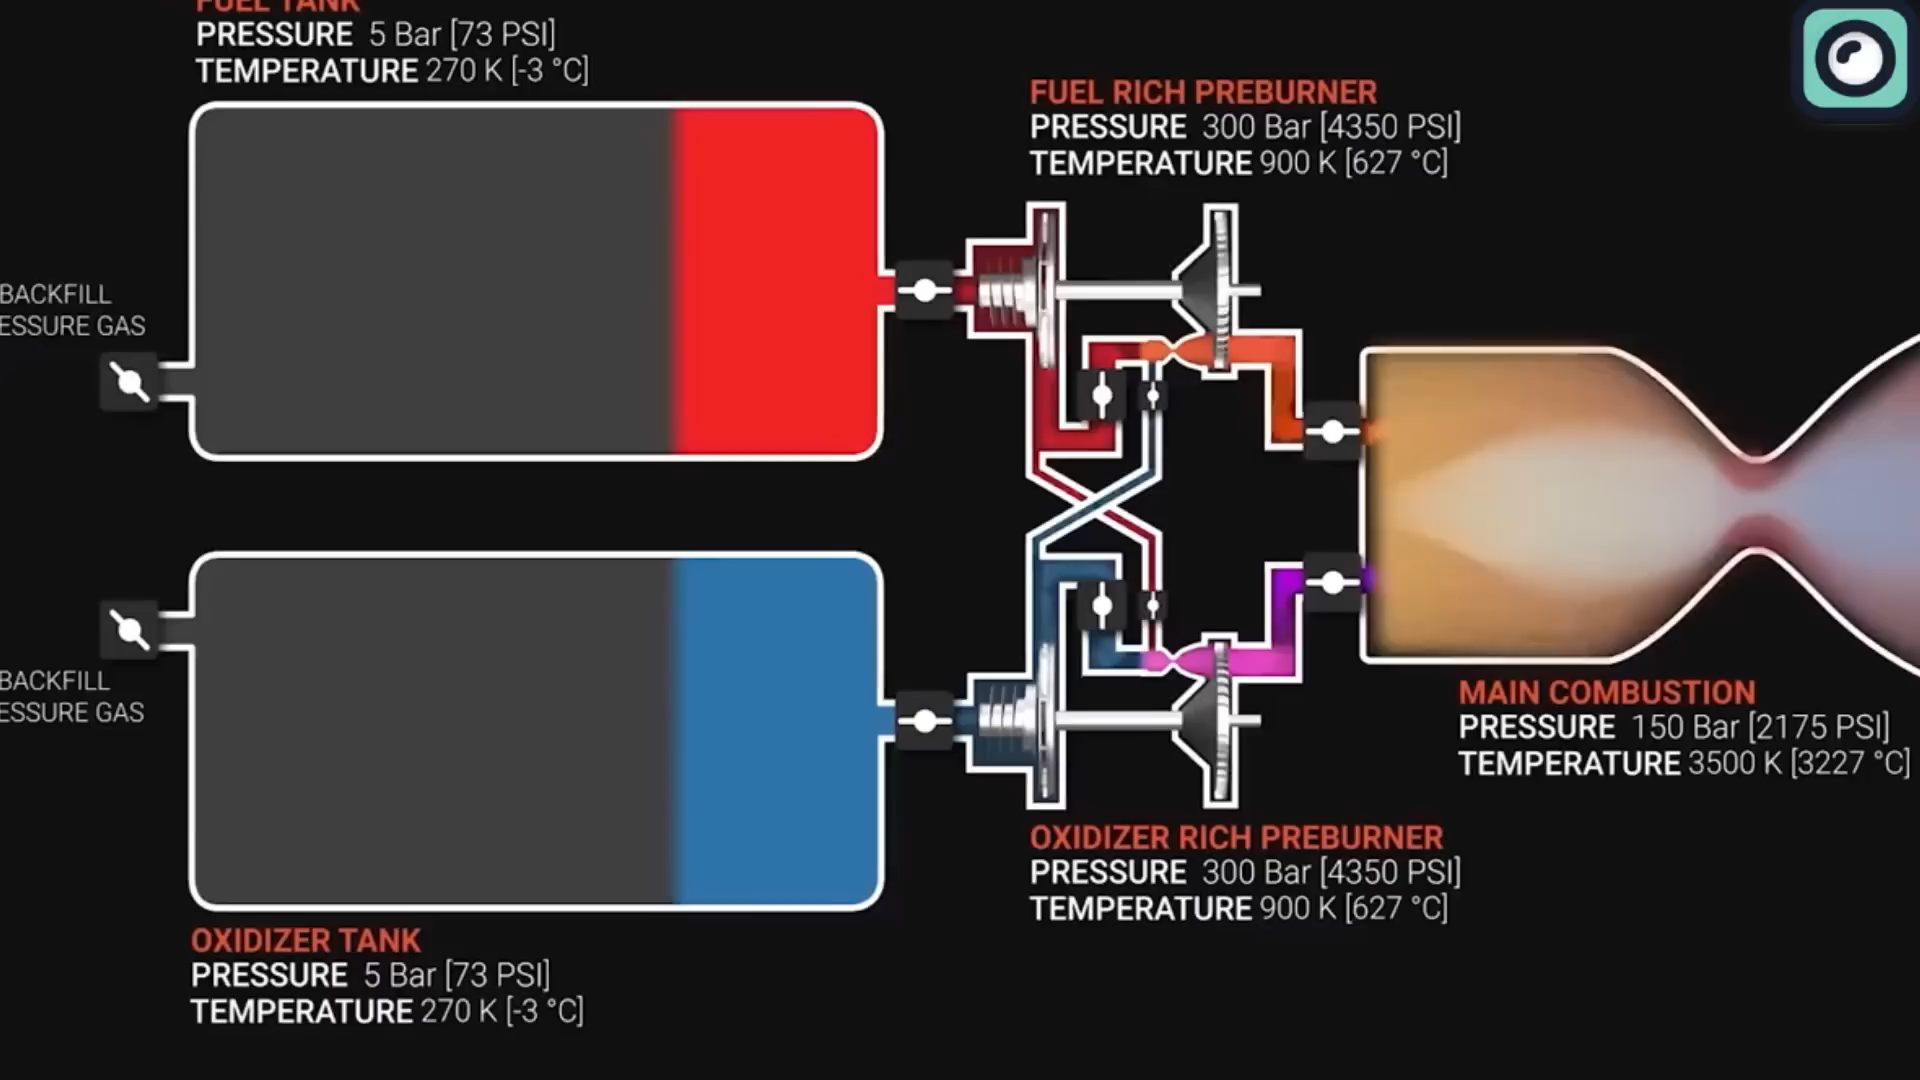 FUEL TANK
PRESSURE 5 Bar [73 PSI]
TEMPERATURE 270 K [-3 °C]
FUEL RICH PREBURNER
PRESSURE 300 Bar [4350 PSI]
TEMPERATURE 900 K [627 °C]
BACKFILL
ESSURE GAS
BACKFILL
ESSURE GAS
MAIN COMBUSTION
PRESSURE 150 Bar [2175 PSI]
TEMPERATURE 3500 K [3227 °C]
OXIDIZER RICH PREBURNER
PRESSURE 300 Bar [4350 PSI]
TEMPERATURE 900 K [627 °C]
OXIDIZER TANK
PRESSURE 5 Bar [73 PSI]
TEMPERATURE 270 K [-3 °C]